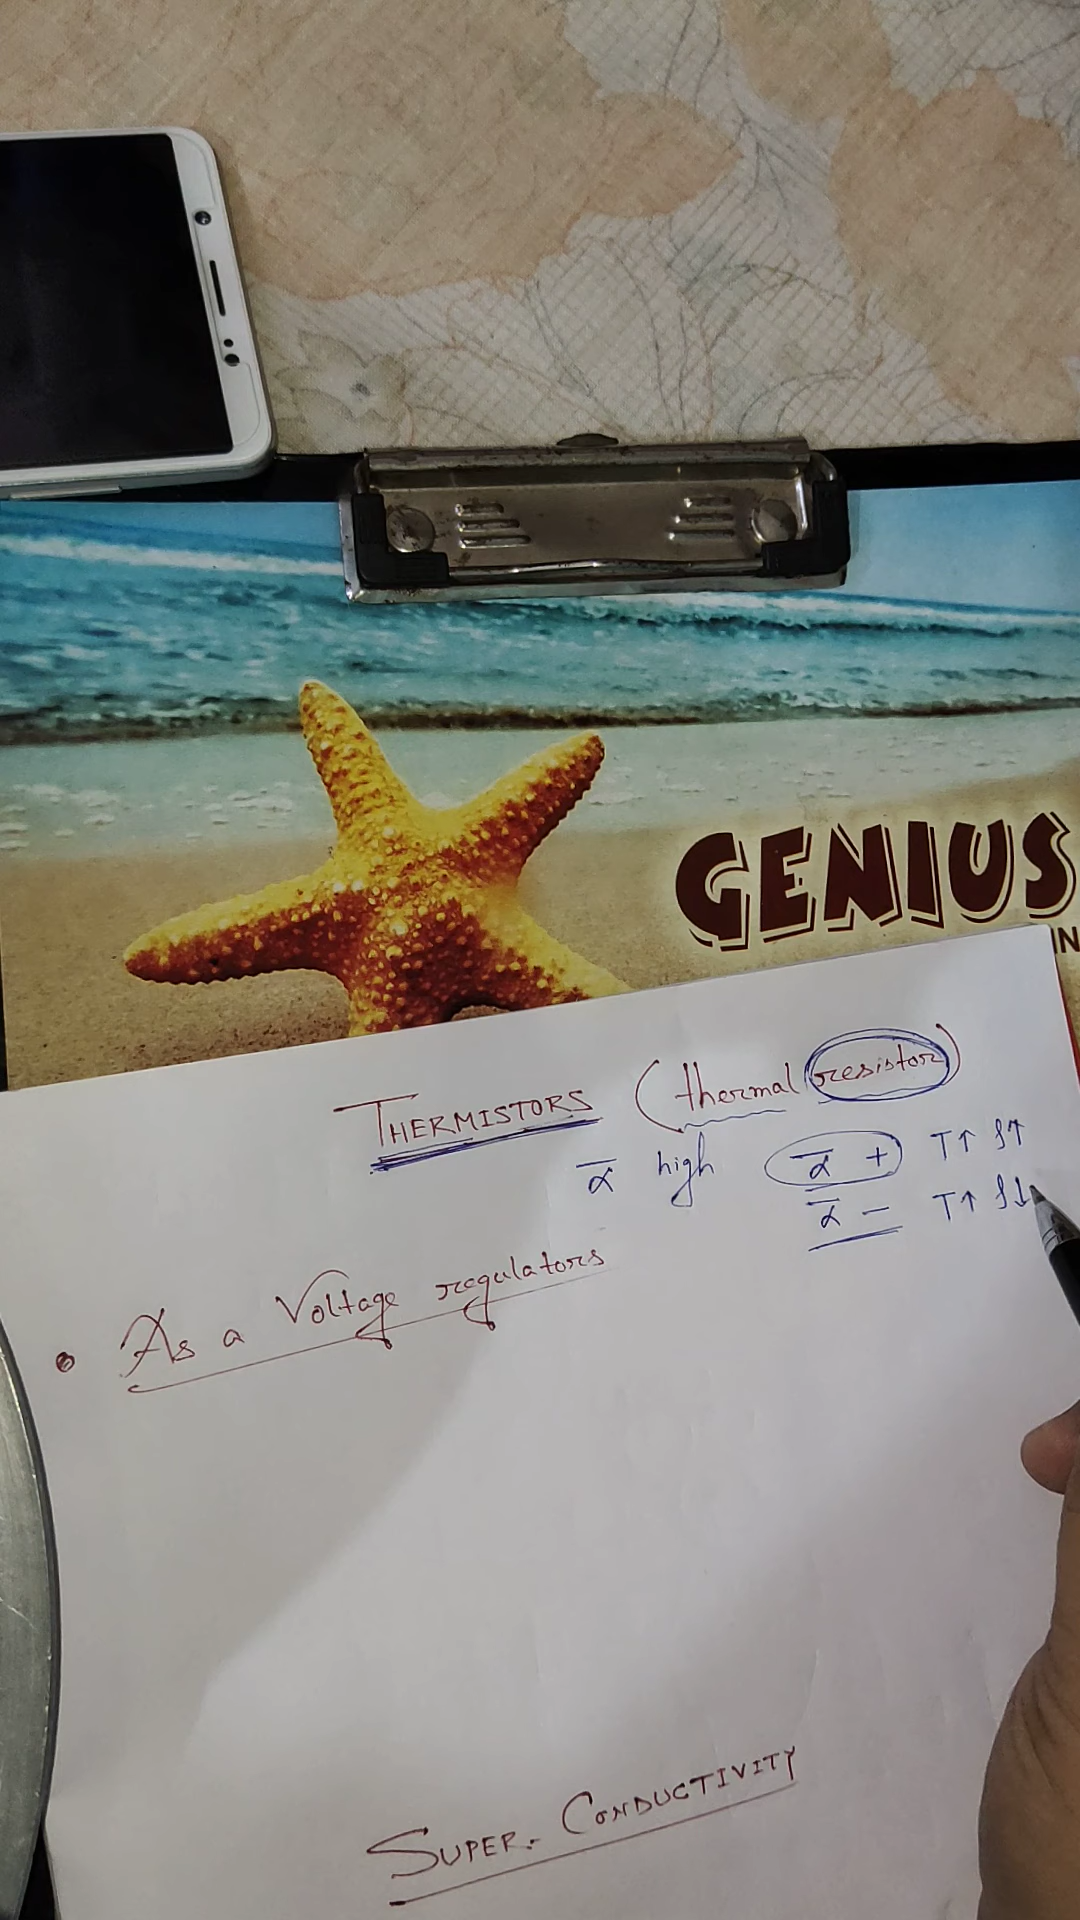 GENIUS
IN
THERMISTORS (thermal resistor)
ᾱ high ᾱ + T↑ ρ↑
ᾱ − T↑ ρ↓
• As a Voltage regulators
SUPER- CONDUCTIVITY